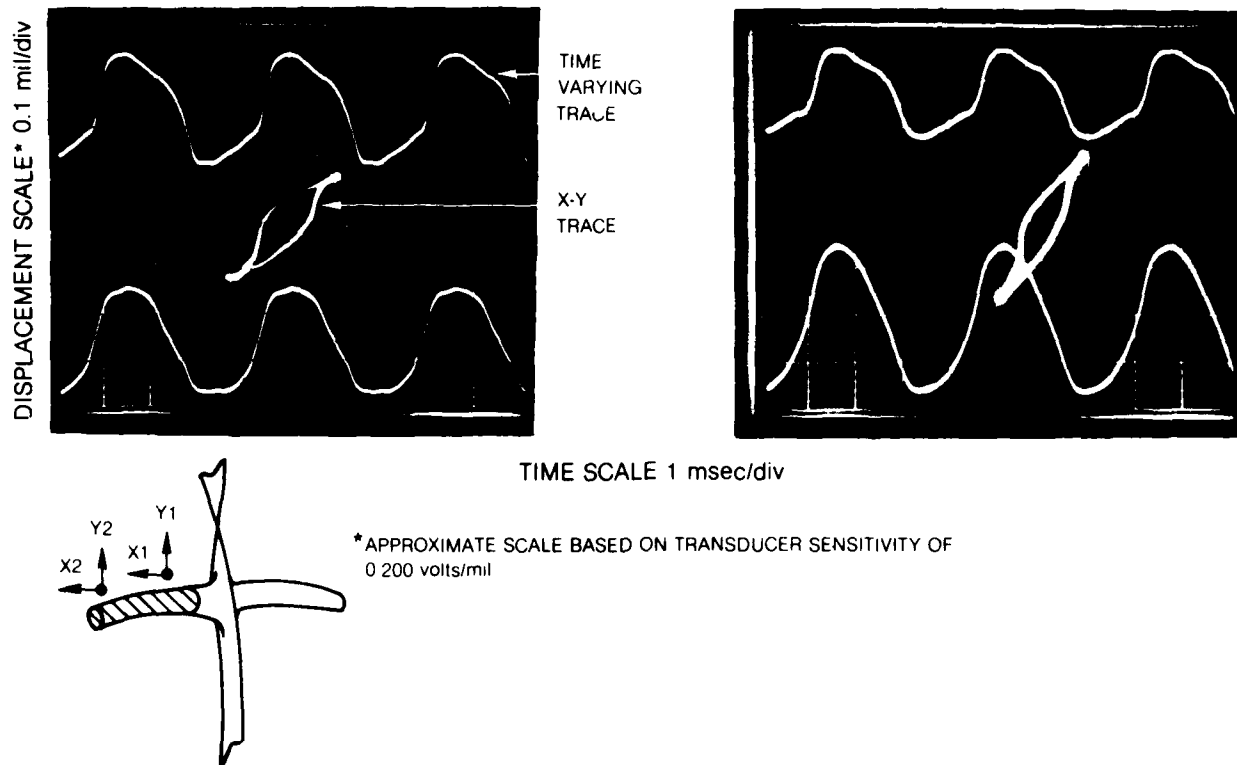 DISPLACEMENT SCALE* 0.1 mil/div
TIME
VARYING
TRACE
X-Y
TRACE
TIME SCALE 1 msec/div
Y2
Y1
X2
X1
*APPROXIMATE SCALE BASED ON TRANSDUCER SENSITIVITY OF
0 200 volts/mil